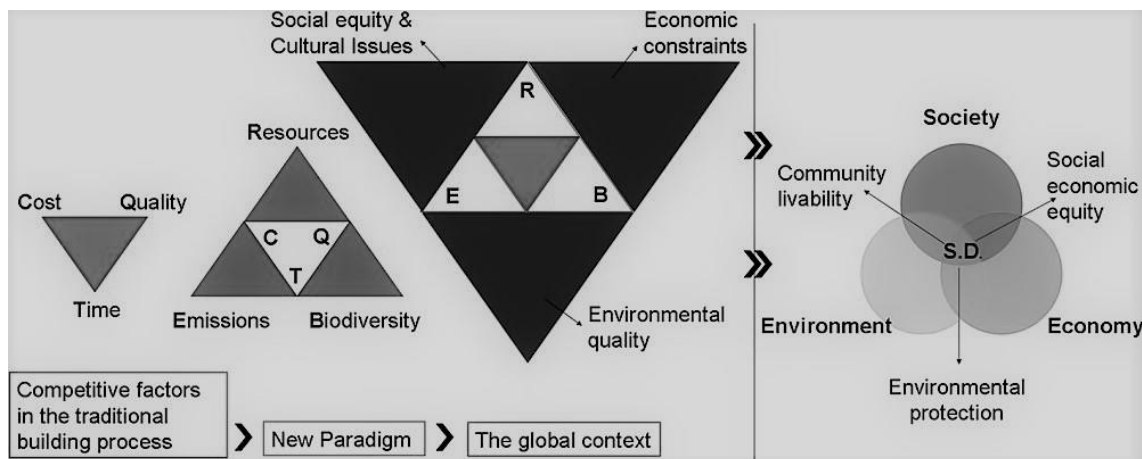 Social equity &
Cultural Issues
Economic
constraints
R
Resources
Cost
Quality
C
Q
T
E
B
Time
Emissions
Biodiversity
Environmental
quality
Competitive factors
in the traditional
building process
New Paradigm
The global context
Society
Community
livability
Social
economic
equity
S.D.
Environment
Economy
Environmental
protection